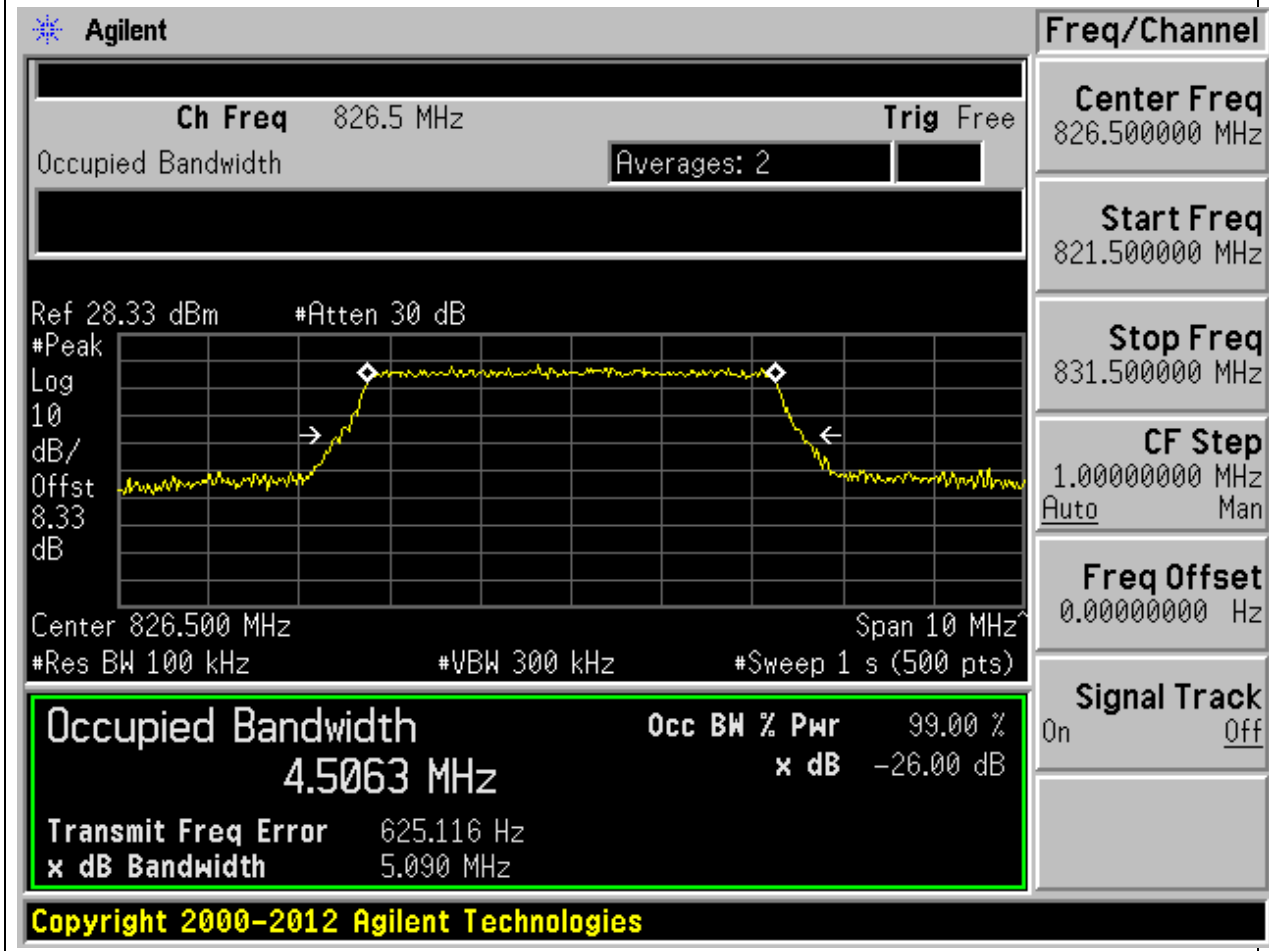 Agilent
Freq/Channel
Ch Freq 826.5 MHz Trig Free
Occupied Bandwidth Averages: 2
Center Freq
826.500000 MHz
Start Freq
821.500000 MHz
Stop Freq
831.500000 MHz
CF Step
1.00000000 MHz
Auto Man
Freq Offset
0.00000000 Hz
Signal Track
On Off
Ref 28.33 dBm #Atten 30 dB
#Peak
Log
10
dB/
Offst
8.33
dB
Center 826.500 MHz Span 10 MHz^
#Res BW 100 kHz #VBW 300 kHz #Sweep 1 s (500 pts)
Occupied Bandwidth Occ BW % Pwr 99.00 %
4.5063 MHz x dB -26.00 dB
Transmit Freq Error 625.116 Hz
x dB Bandwidth 5.090 MHz
Copyright 2000-2012 Agilent Technologies